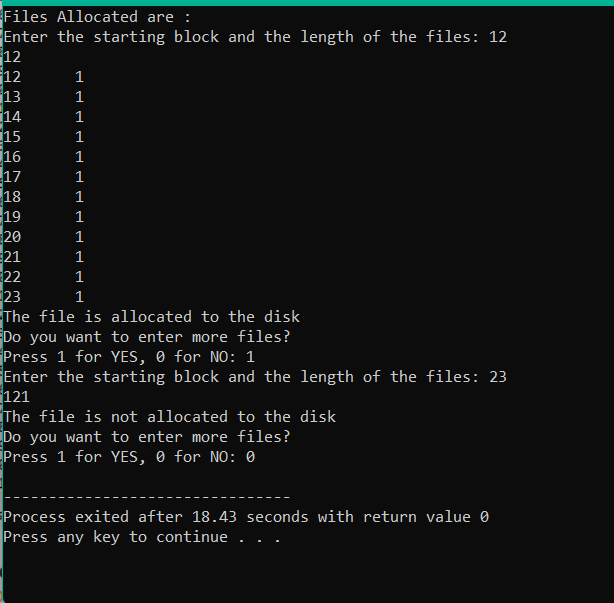 Files Allocated are :
Enter the starting block and the length of the files: 12
12
12      1
13      1
14      1
15      1
16      1
17      1
18      1
19      1
20      1
21      1
22      1
23      1
The file is allocated to the disk
Do you want to enter more files?
Press 1 for YES, 0 for NO: 1
Enter the starting block and the length of the files: 23
121
The file is not allocated to the disk
Do you want to enter more files?
Press 1 for YES, 0 for NO: 0
--------------------------------
Process exited after 18.43 seconds with return value 0
Press any key to continue . . .